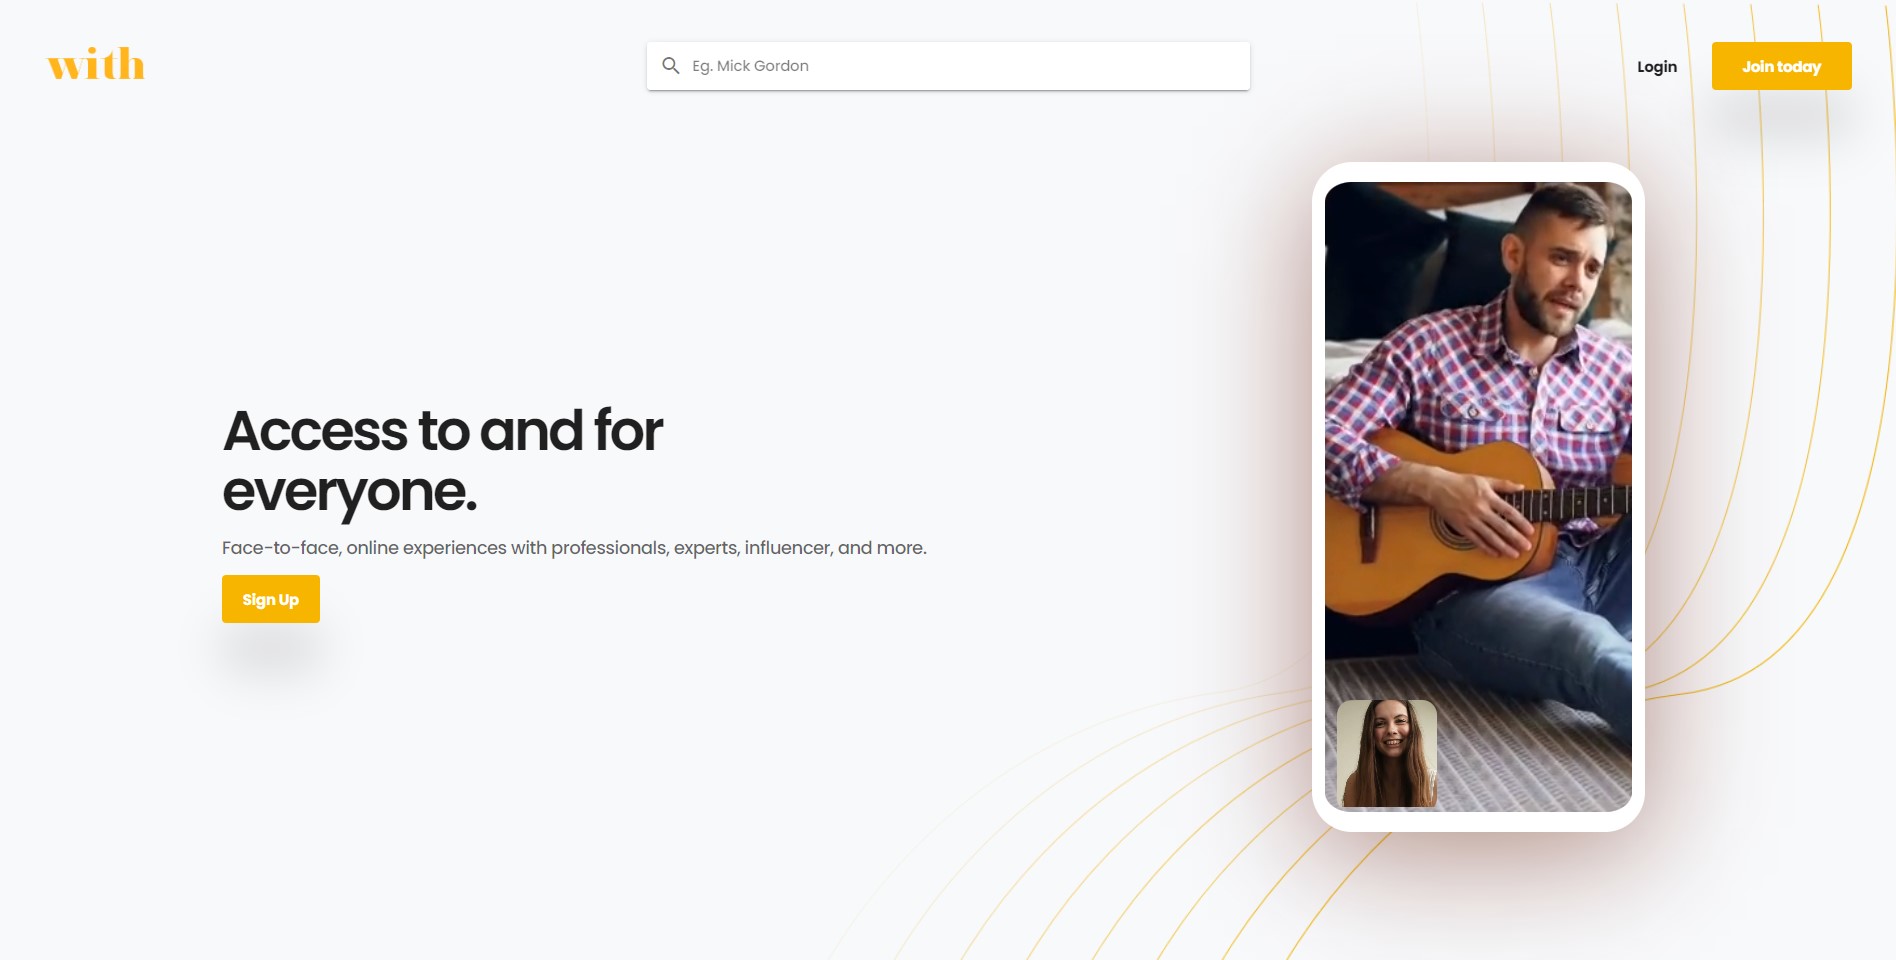 with
Eg. Mick Gordon
Login
Join today
Access to and for
everyone.
Face-to-face, online experiences with professionals, experts, influencer, and more.
Sign Up